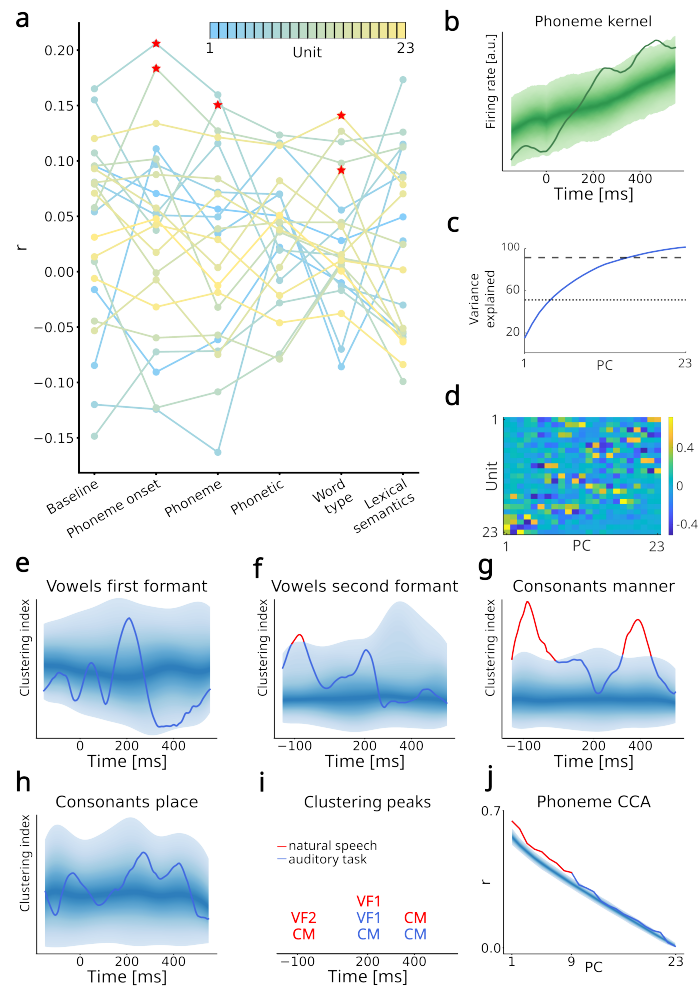 a
1
23
Unit
r
0.20
0.15
0.10
0.05
0.00
−0.05
−0.10
−0.15
Baseline
Phoneme onset
Phoneme
Phonetic
Word
type
Lexical
semantics
b
Phoneme kernel
Firing rate [a.u.]
0
200
400
Time [ms]
c
Variance
explained
100
60
20
1
23
PC
d
Unit
1
23
1
PC
23
0.4
0
-0.4
e
Vowels first formant
Clustering index
0
200
400
Time [ms]
f
Vowels second formant
Clustering index
−100
200
400
Time [ms]
g
Consonants manner
Clustering index
−100
200
400
Time [ms]
h
Consonants place
Clustering index
0
200
400
Time [ms]
i
Clustering peaks
natural speech
auditory task
VF1
VF2
VF1
CM
CM
CM
CM
−100
200
400
Time [ms]
j
Phoneme CCA
r
0.7
0.0
1
9
23
PC